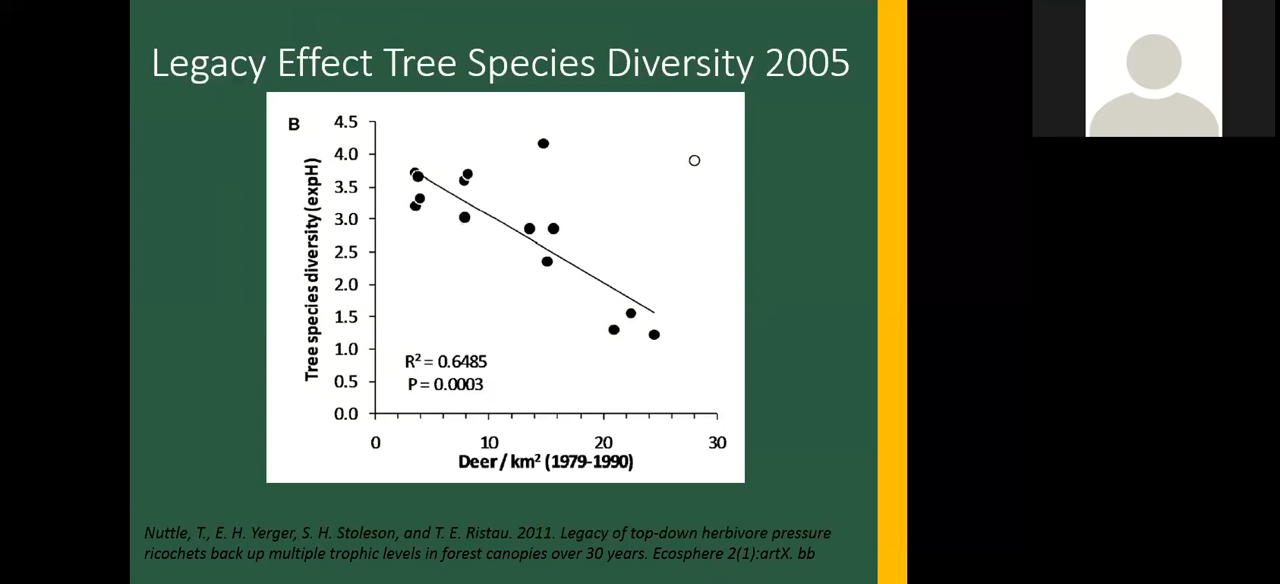 Legacy Effect Tree Species Diversity 2005
B
Tree species diversity (expH)
4.5
4.0
3.5
3.0
2.5
2.0
1.5
1.0
0.5
0.0
R² = 0.6485
P = 0.0003
0 10 20 30
Deer / km² (1979-1990)
Nuttle, T., E. H. Yerger, S. H. Stoleson, and T. E. Ristau. 2011. Legacy of top-down herbivore pressure
ricochets back up multiple trophic levels in forest canopies over 30 years. Ecosphere 2(1):artX. bb